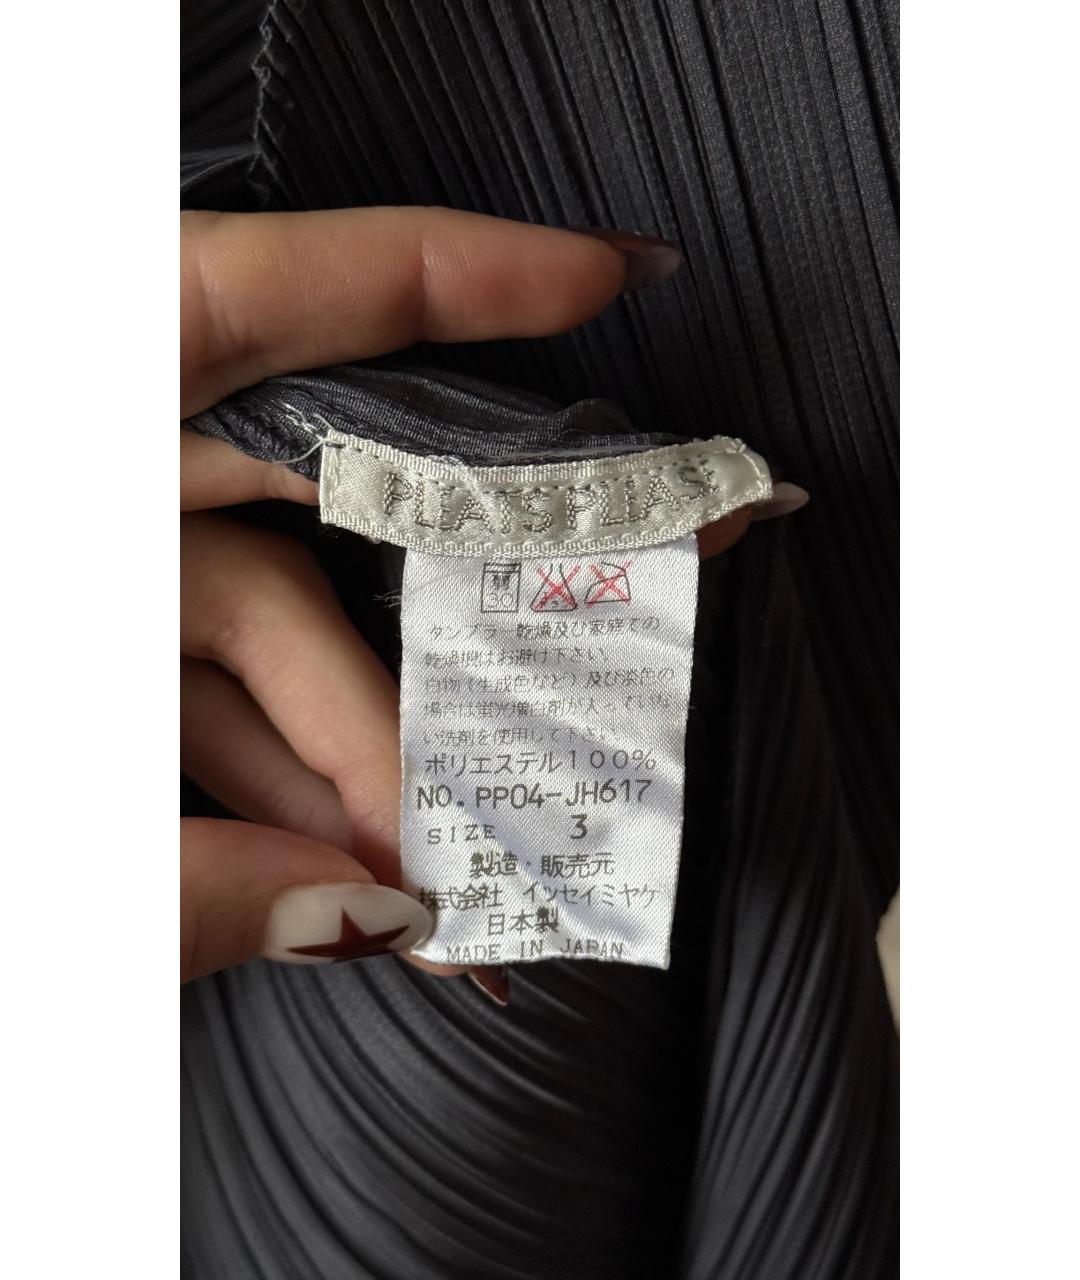 PLEATS PLEASE
30
タンブラー乾燥及び家庭での
乾燥機はお避け下さい。
白物(生成色など)及び淡色の
場合は蛍光増白剤が入っていな
い洗剤を使用して下さい
ポリエステル100%
NO. PP04-JH617
SIZE 3
製造・販売元
株式会社 イッセイミヤケ
日本製
MADE IN JAPAN